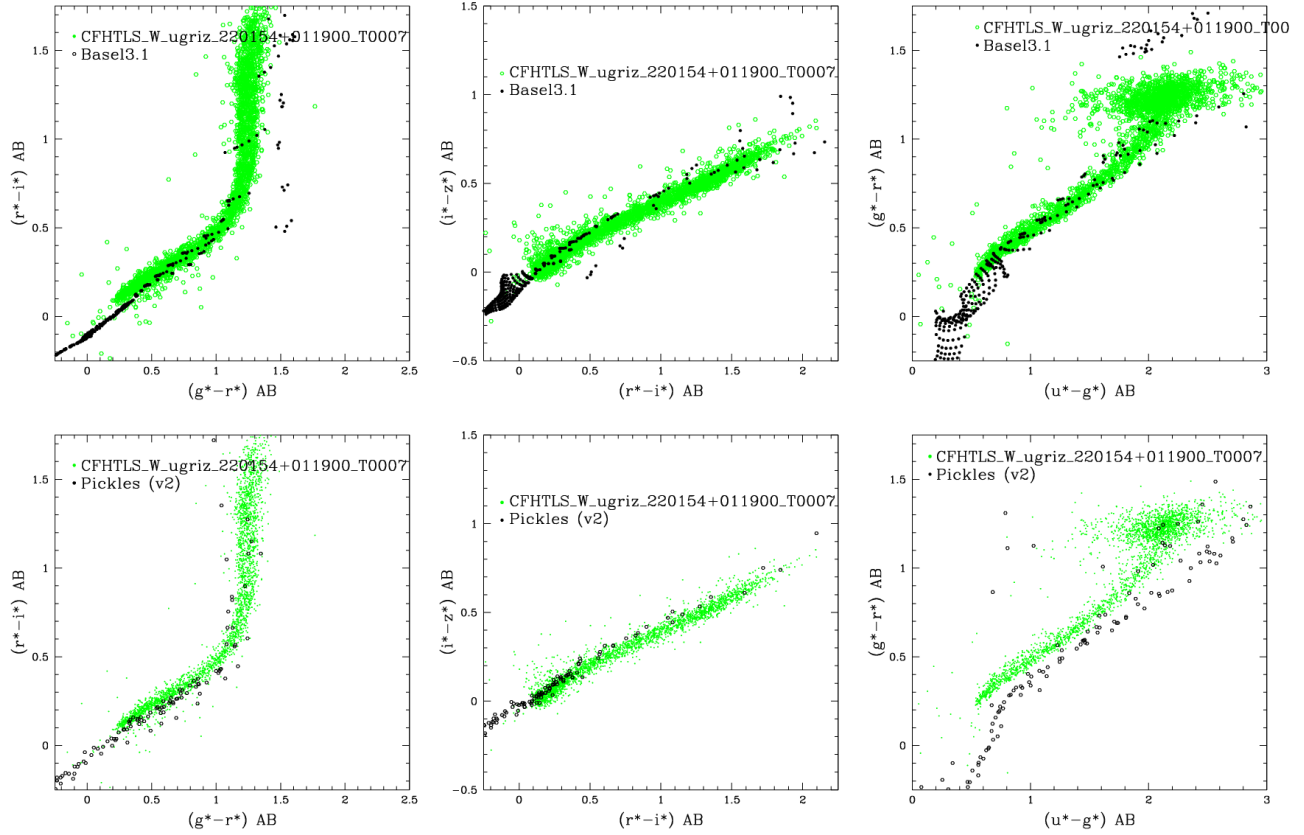 CFHTLS_W_ugriz_220154+011900_T0007
Basel3.1
(r*−i*) AB
1.5
1
0.5
0
0 0.5 1 1.5 2 2.5
(g*−r*) AB
CFHTLS_W_ugriz_220154+011900_T0007
Basel3.1
(i*−z*) AB
1.5
1
0.5
0
−0.5
0 0.5 1 1.5 2
(r*−i*) AB
CFHTLS_W_ugriz_220154+011900_T00
Basel3.1
(g*−r*) AB
1.5
1
0.5
0
0 1 2 3
(u*−g*) AB
CFHTLS_W_ugriz_220154+011900_T0007
Pickles (v2)
(r*−i*) AB
1.5
1
0.5
0
0 0.5 1 1.5 2 2.5
(g*−r*) AB
CFHTLS_W_ugriz_220154+011900_T0007
Pickles (v2)
(i*−z*) AB
1.5
1
0.5
0
−0.5
0 0.5 1 1.5 2
(r*−i*) AB
CFHTLS_W_ugriz_220154+011900_T0007
Pickles (v2)
(g*−r*) AB
1.5
1
0.5
0
0 1 2 3
(u*−g*) AB